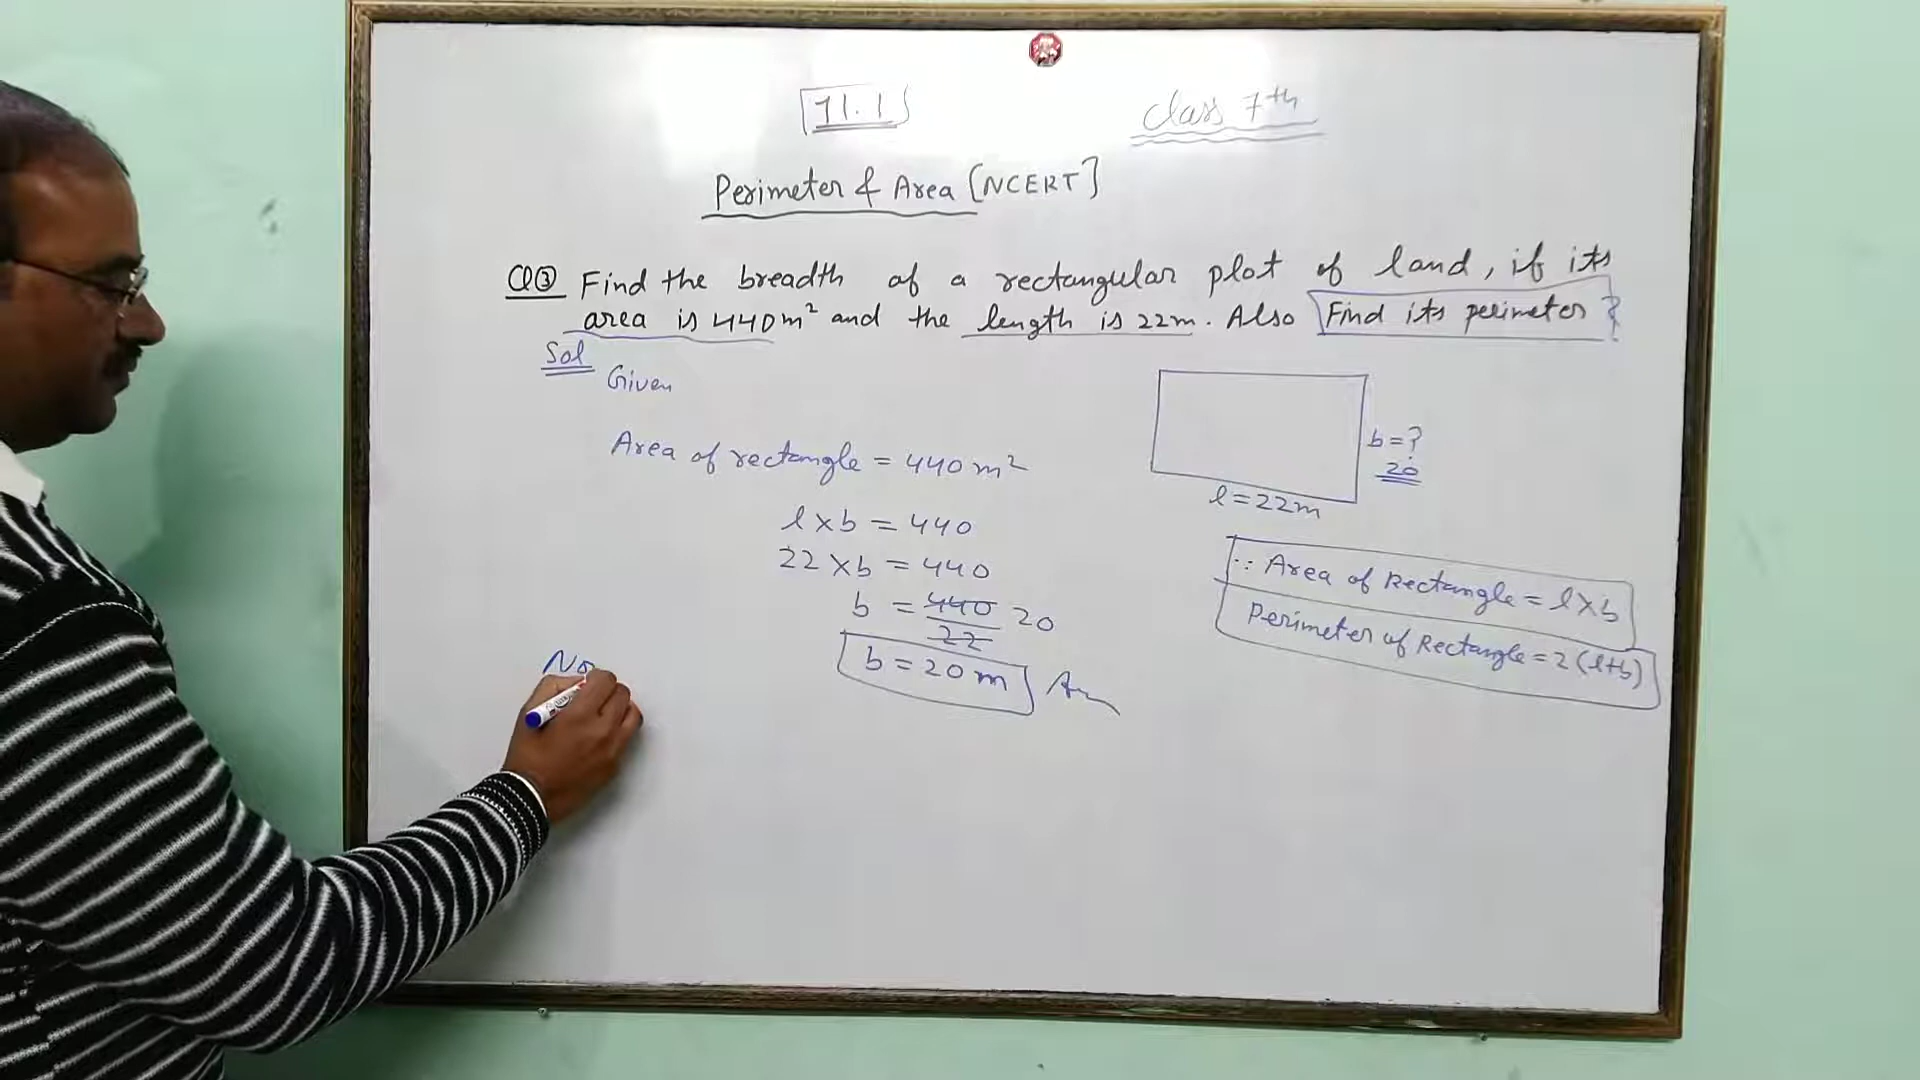 11.1
Class 7th
Perimeter & Area [NCERT]
Q③ Find the breadth of a rectangular plot of land, if its
area is 440m² and the length is 22m. Also Find its perimeter ?
Sol
Given
Area of rectangle = 440 m²
l×b = 440
22×b = 440
b = 440/22 20
b = 20 m Ans
No
b = ?
20
l = 22m
∵ Area of Rectangle = l×b
Perimeter of Rectangle = 2(l+b)